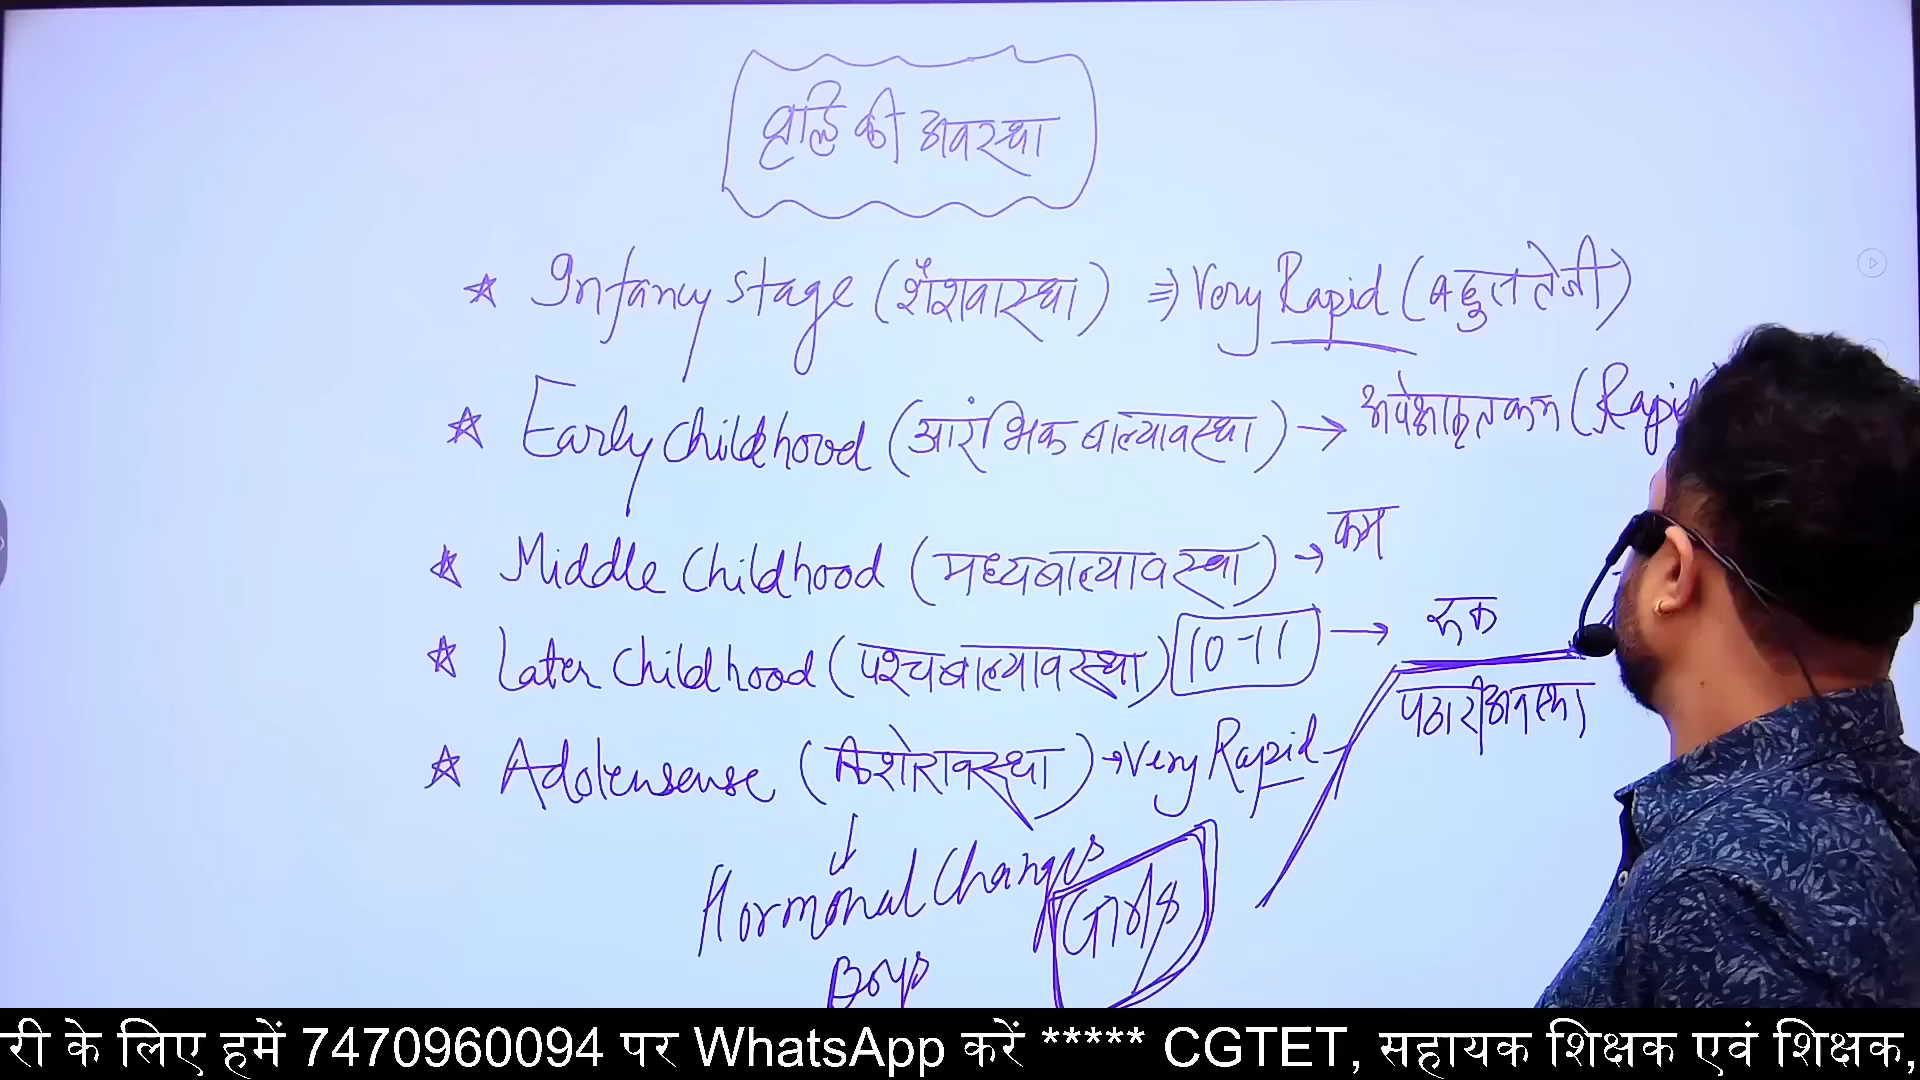 वृद्धि की अवस्था
☆ Infancy stage (शैशवास्था) ⇒ Very Rapid (बहुत तेजी)
☆ Early childhood (आरंभिक बाल्यावस्था) → अपेक्षाकृत कम (Rapid
☆ Middle childhood (मध्यबाल्यावस्था) → कम
☆ Later childhood (पश्चबाल्यावस्था) 10-11 → रुक
पठारी अवस्था
☆ Adolensense (किशोरावस्था) → Very Rapid
↓
Hormonal Changes
Boys Girls
री के लिए हमें 7470960094 पर WhatsApp करें ***** CGTET, सहायक शिक्षक एवं शिक्षक,